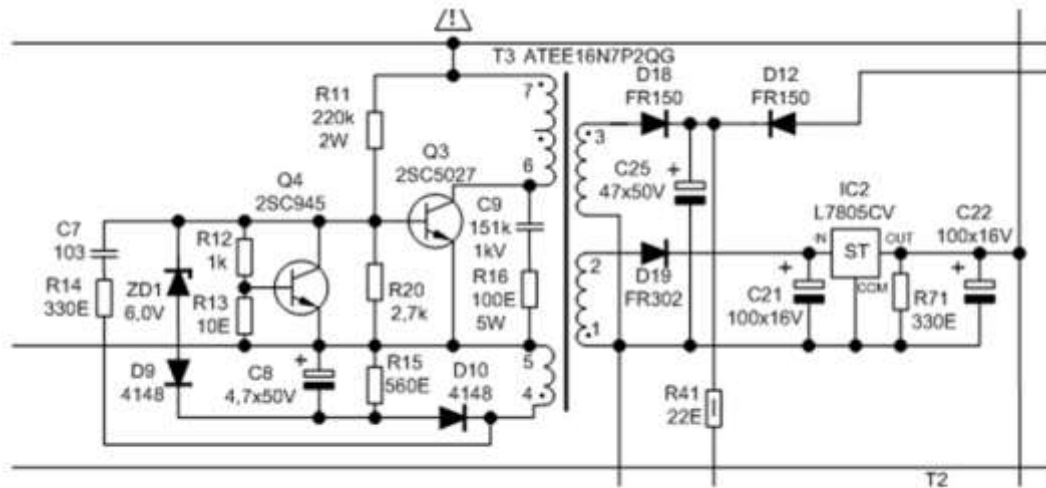 !
T3 ATEE16N7P2QG
D18
FR150
D12
FR150
7
R11
220k
2W
Q3
2SC5027
3
C25
47x50V
+
6
IC2
L7805CV
C22
100x16V
Q4
2SC945
C9
151k
1kV
C7
103
R12
1k
2
IN
ST
OUT
COM
+
+
D19
FR302
C21
100x16V
R71
330E
R14
330E
ZD1
6,0V
R13
10E
R20
2,7k
R16
100E
5W
1
D9
4148
C8
4,7x50V
+
R15
560E
D10
4148
5
4
R41
22E
T2